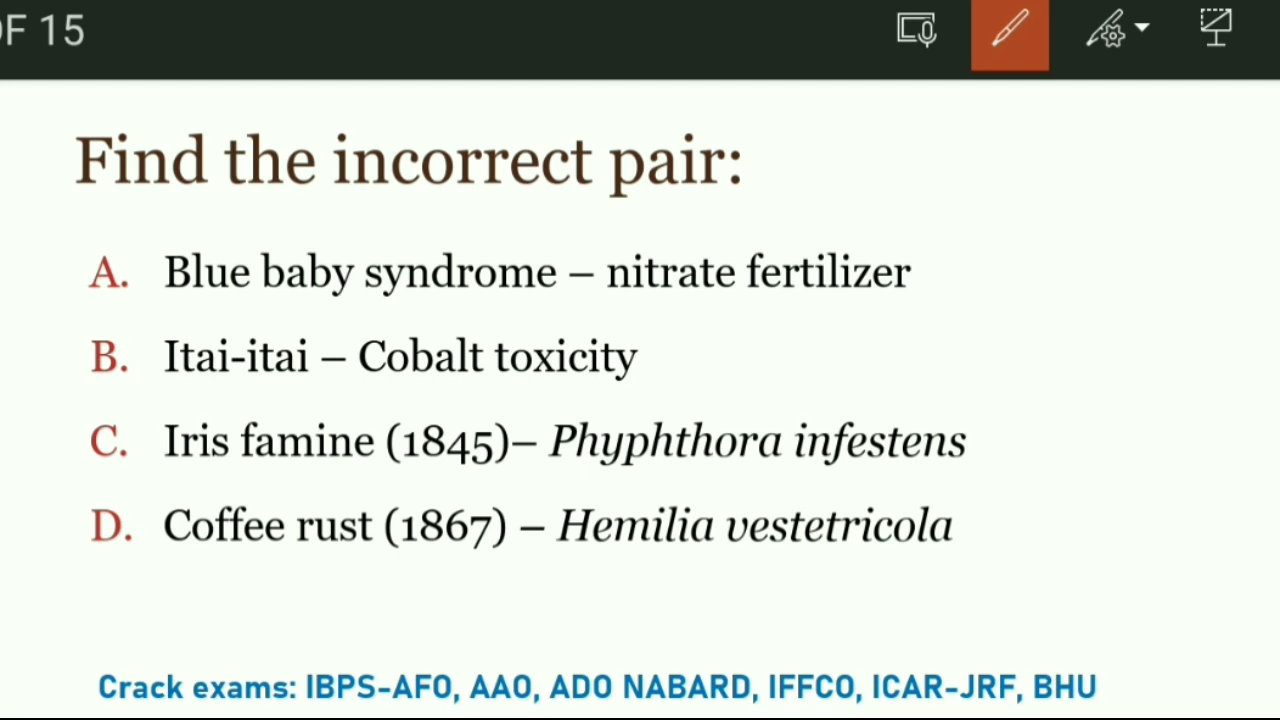 OF 15
Find the incorrect pair:
A. Blue baby syndrome – nitrate fertilizer
B. Itai-itai – Cobalt toxicity
C. Iris famine (1845)– Phyphthora infestens
D. Coffee rust (1867) – Hemilia vestetricola
Crack exams: IBPS-AFO, AAO, ADO NABARD, IFFCO, ICAR-JRF, BHU